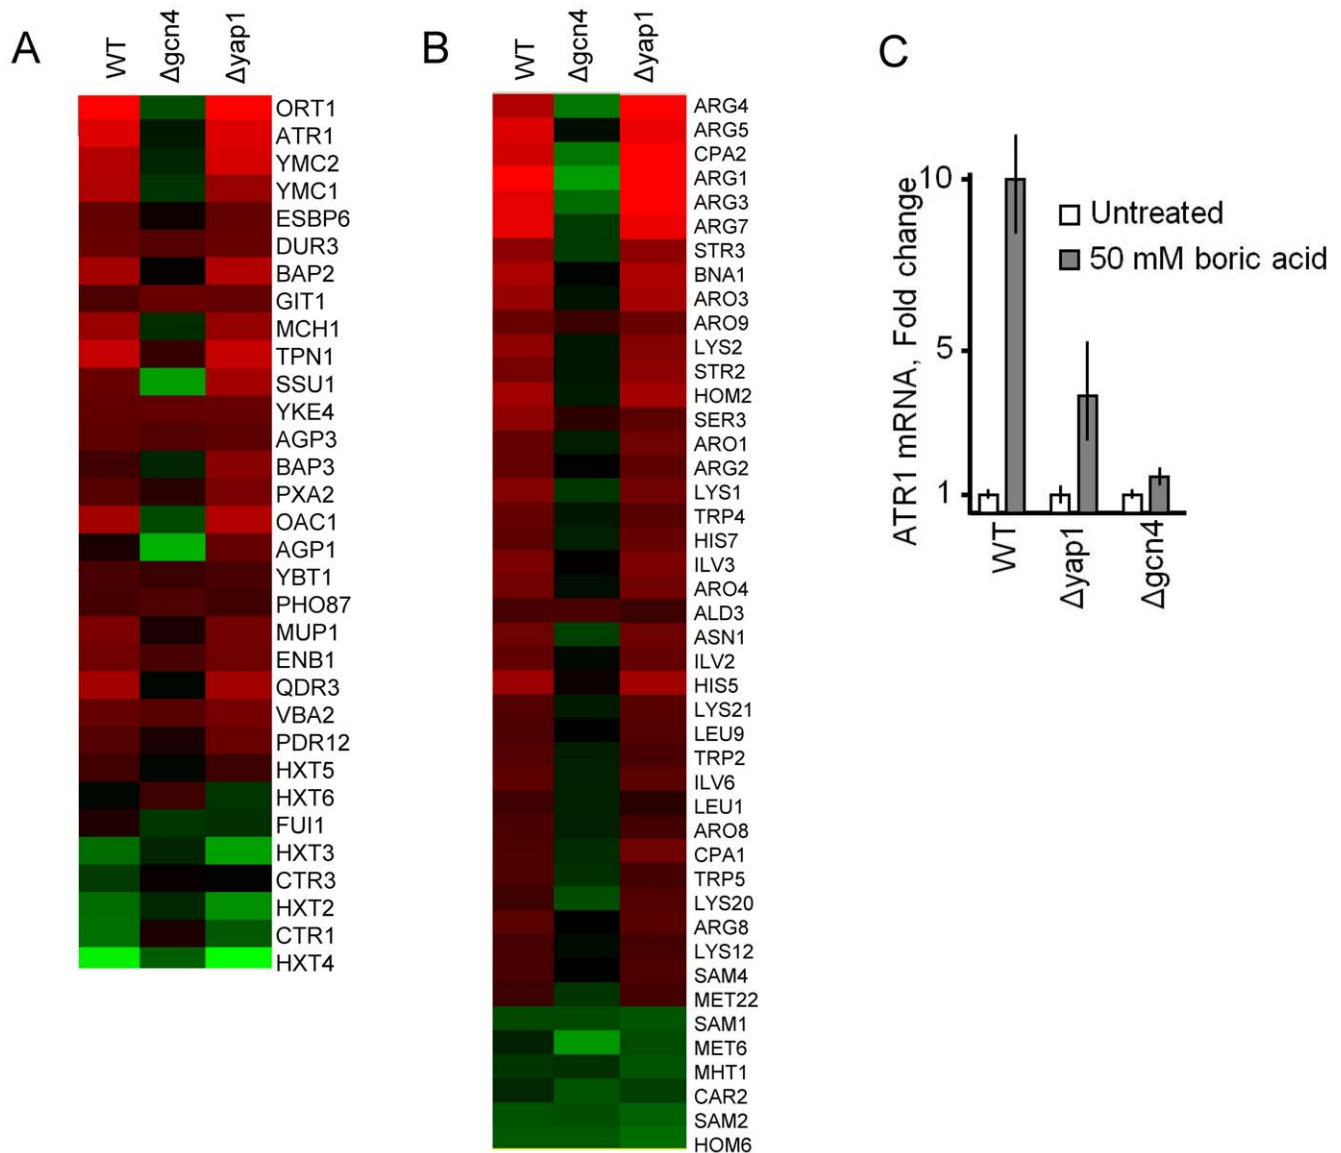 A
WT
Δgcn4
Δyap1
ORT1
ATR1
YMC2
YMC1
ESBP6
DUR3
BAP2
GIT1
MCH1
TPN1
SSU1
YKE4
AGP3
BAP3
PXA2
OAC1
AGP1
YBT1
PHO87
MUP1
ENB1
QDR3
VBA2
PDR12
HXT5
HXT6
FUI1
HXT3
CTR3
HXT2
CTR1
HXT4
B
WT
Δgcn4
Δyap1
ARG4
ARG5
CPA2
ARG1
ARG3
ARG7
STR3
BNA1
ARO3
ARO9
LYS2
STR2
HOM2
SER3
ARO1
ARG2
LYS1
TRP4
HIS7
ILV3
ARO4
ALD3
ASN1
ILV2
HIS5
LYS21
LEU9
TRP2
ILV6
LEU1
ARO8
CPA1
TRP5
LYS20
ARG8
LYS12
SAM4
MET22
SAM1
MET6
MHT1
CAR2
SAM2
HOM6
C
ATR1 mRNA, Fold change
10
5
1
Untreated
50 mM boric acid
WT
Δyap1
Δgcn4